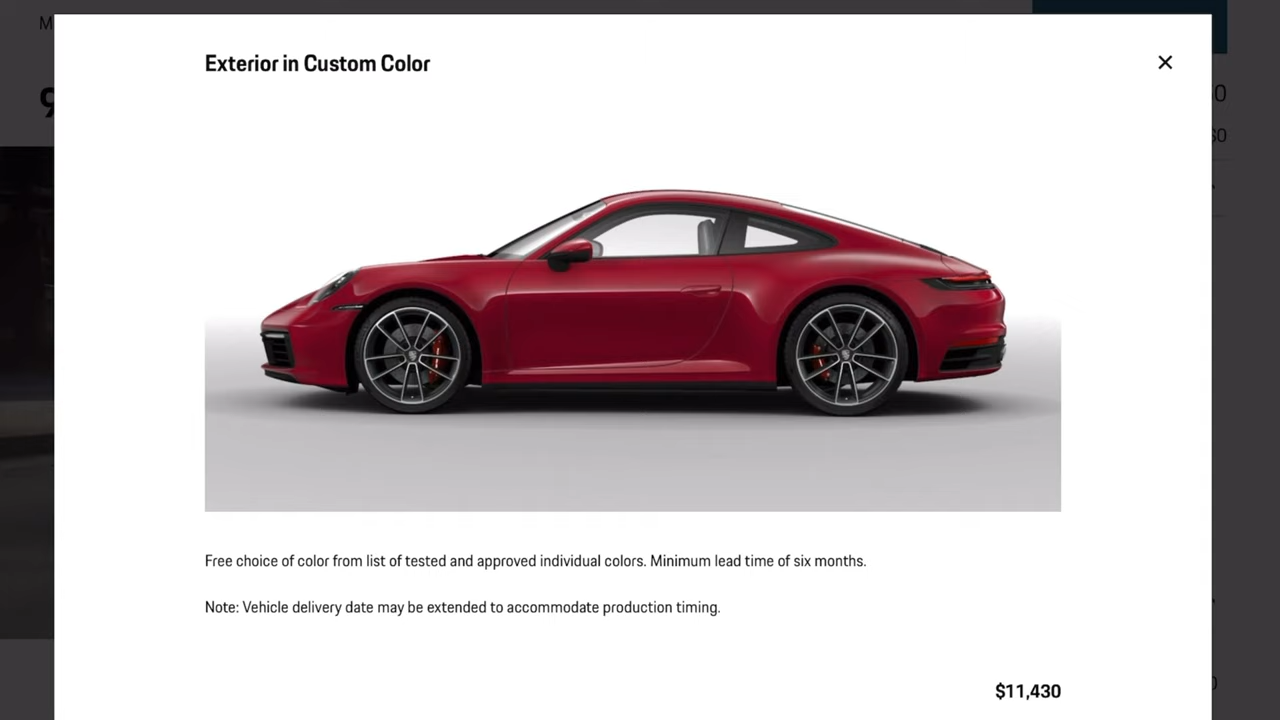 Exterior in Custom Color
Free choice of color from list of tested and approved individual colors. Minimum lead time of six months.
Note: Vehicle delivery date may be extended to accommodate production timing.
$11,430